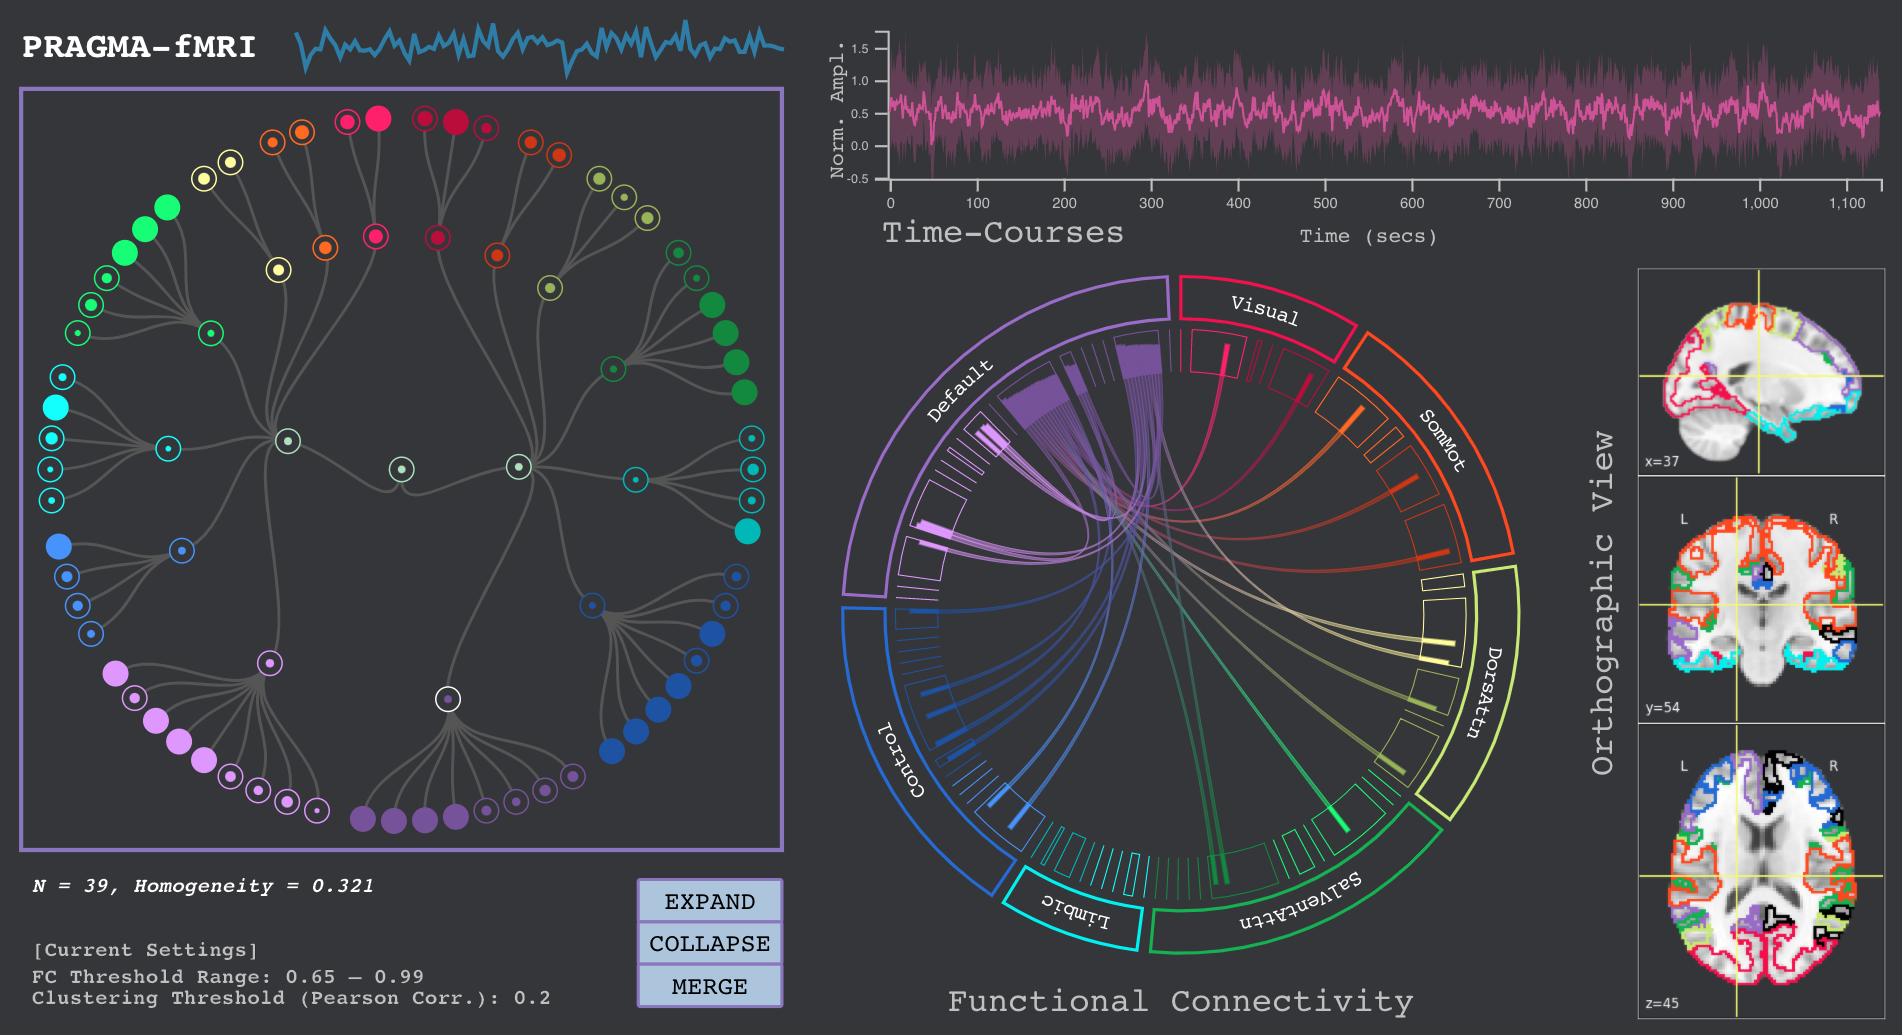 PRAGMA-fMRI
Norm. Ampl.
1.5
1.0
0.5
0.0
-0.5
0
100
200
300
400
500
600
700
800
900
1,000
1,100
Time-Courses
Time (secs)
Visual
SomMot
DorsAttn
SalVentAttn
Limbic
Control
Default
Functional Connectivity
Orthographic View
x=37
L
R
y=54
L
R
z=45
N = 39, Homogeneity = 0.321
[Current Settings]
FC Threshold Range: 0.65 — 0.99
Clustering Threshold (Pearson Corr.): 0.2
EXPAND
COLLAPSE
MERGE